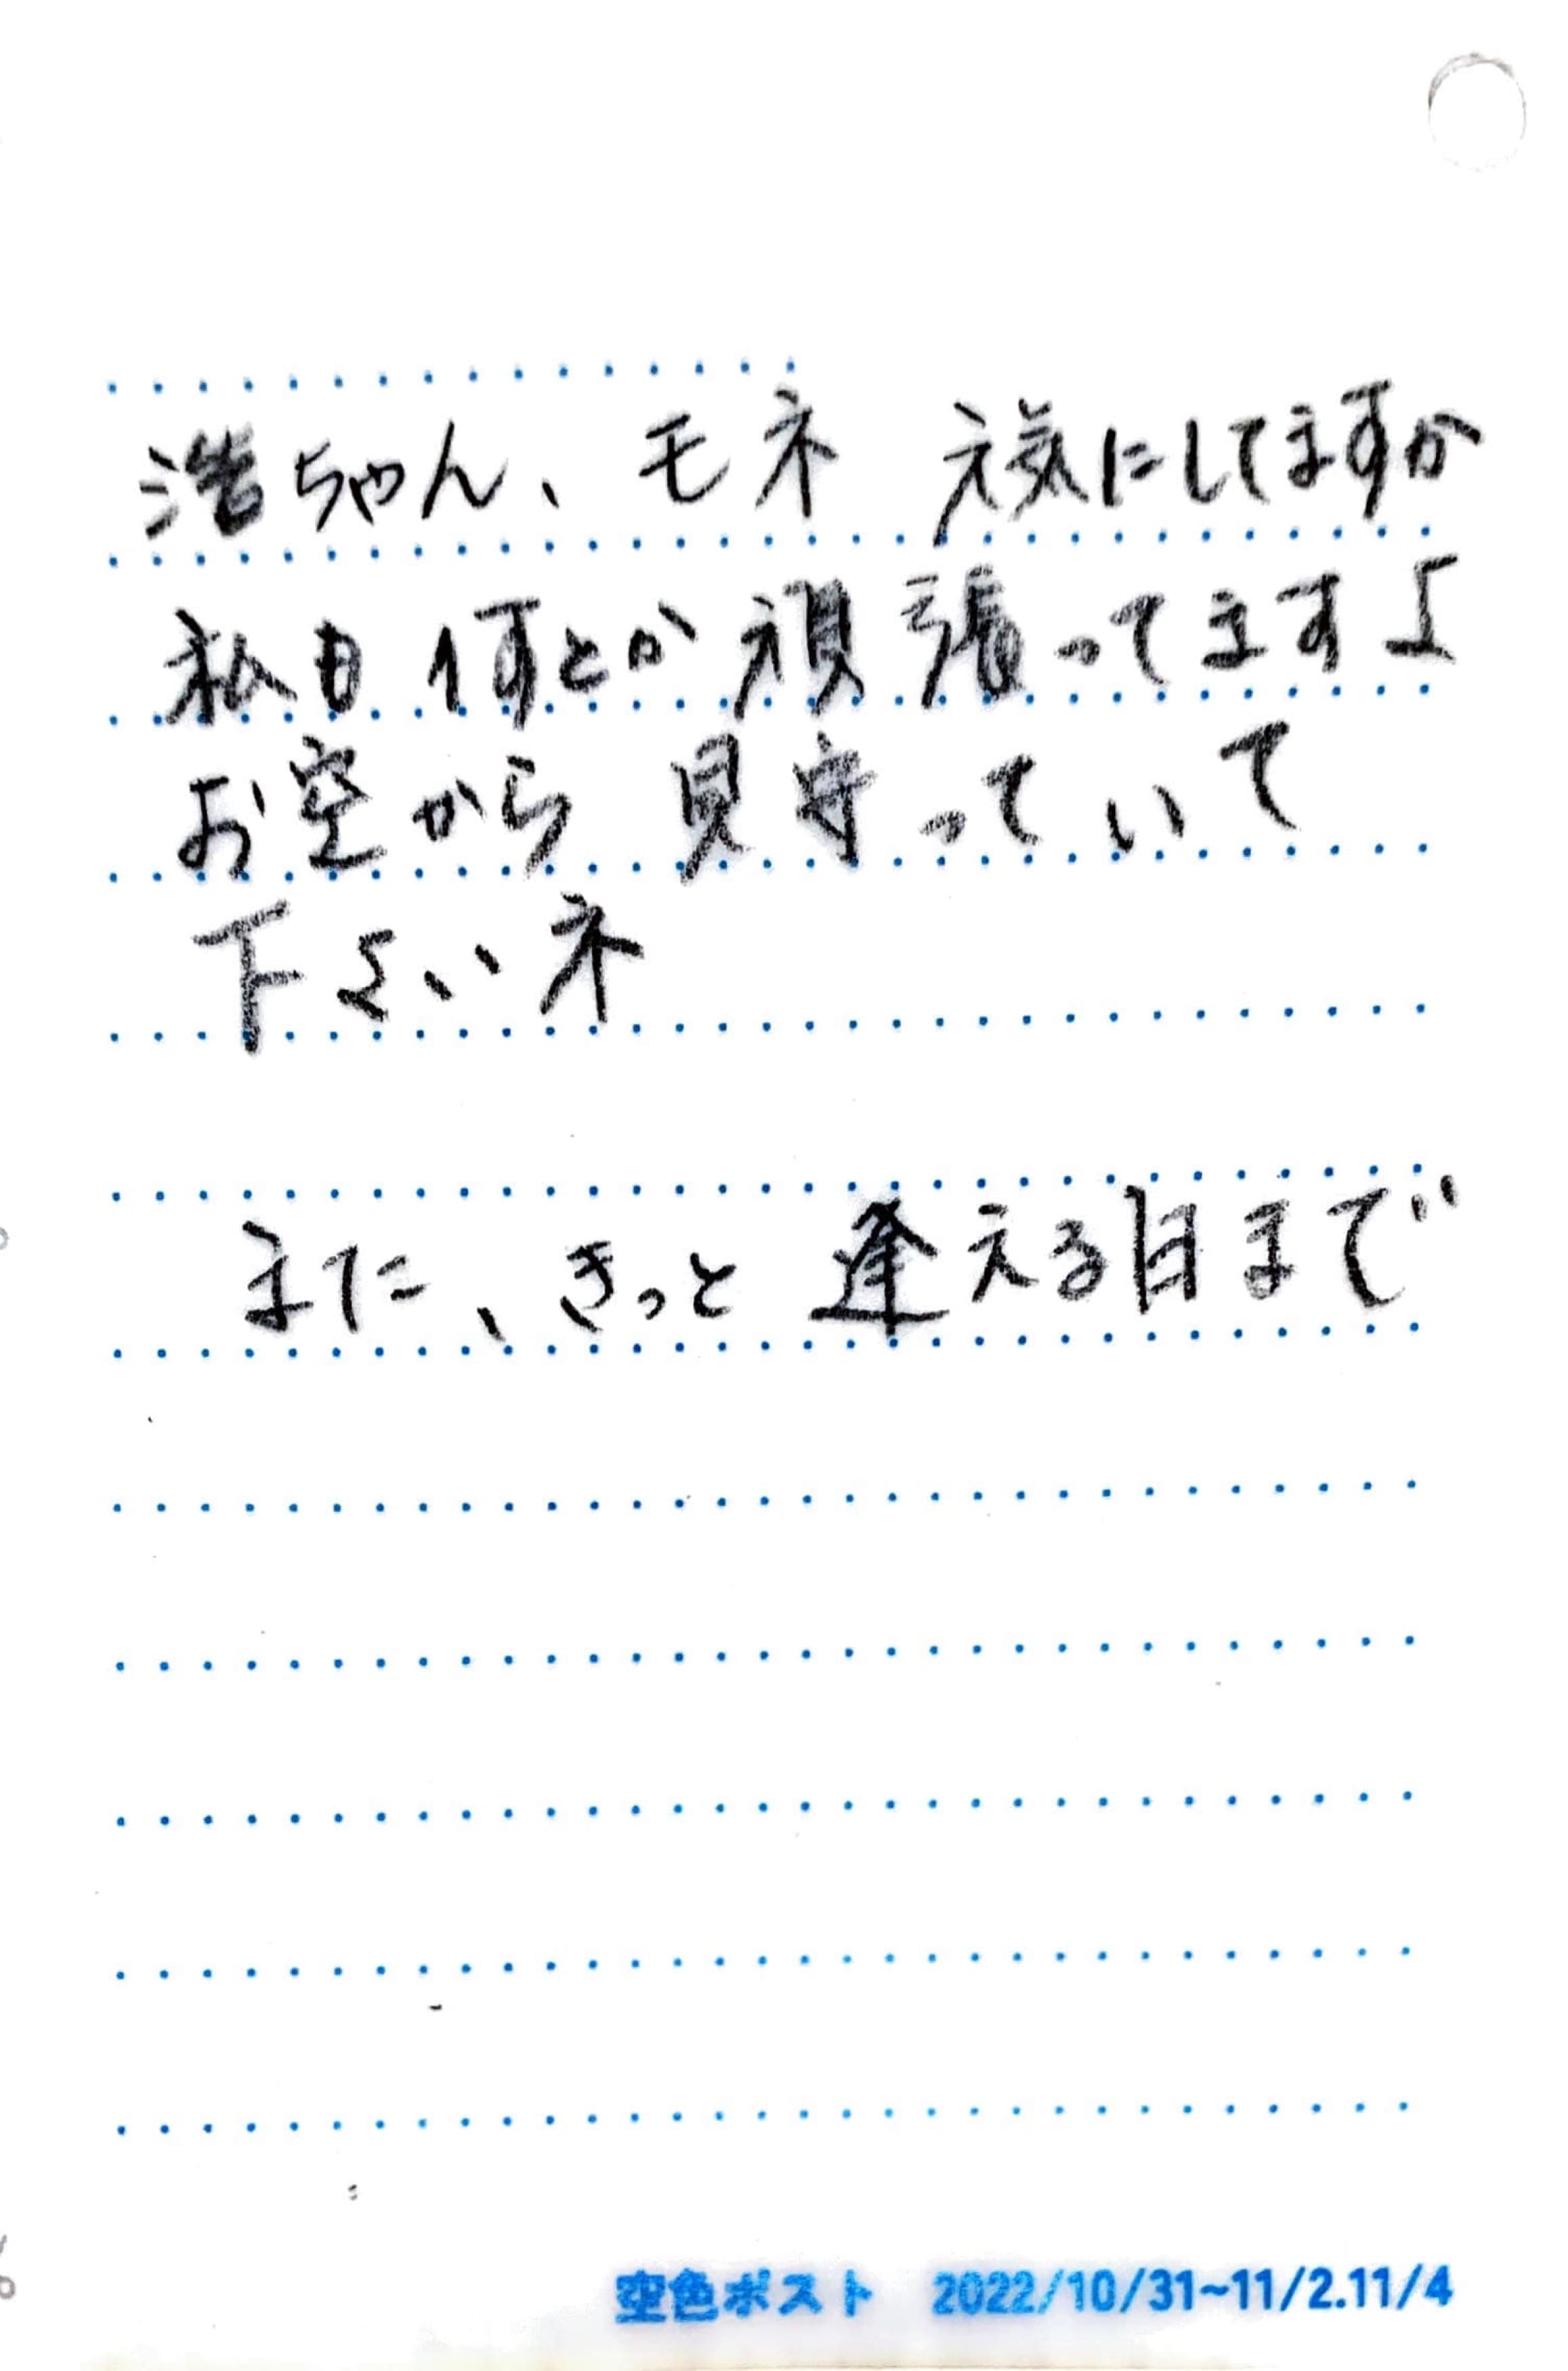 浩ちゃん、モネ 元気にしてますか
私も何とか頑張ってますよ
お空から見守っていて
下さいネ
また、きっと逢える日まで
空色ポスト 2022/10/31~11/2.11/4